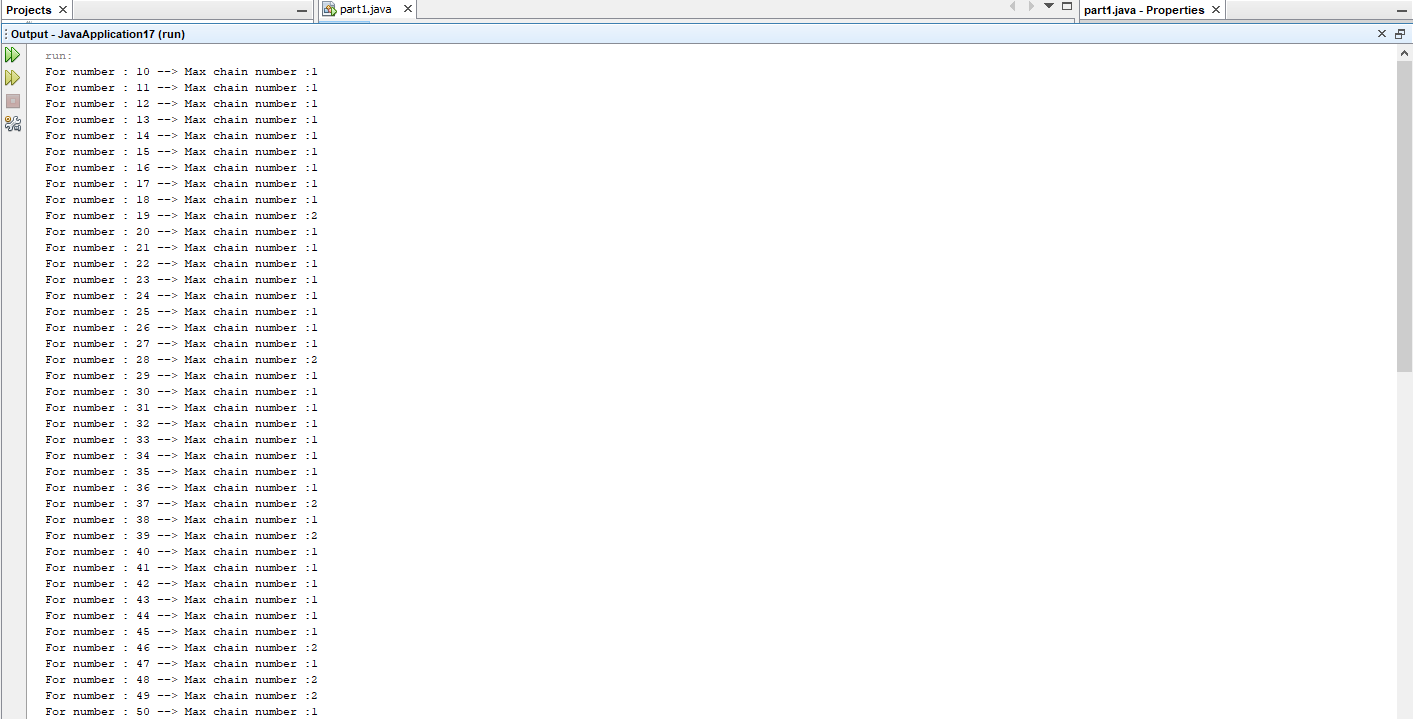 Projects
part1.java
part1.java - Properties
Output - JavaApplication17 (run)
run:
For number : 10 --> Max chain number :1
For number : 11 --> Max chain number :1
For number : 12 --> Max chain number :1
For number : 13 --> Max chain number :1
For number : 14 --> Max chain number :1
For number : 15 --> Max chain number :1
For number : 16 --> Max chain number :1
For number : 17 --> Max chain number :1
For number : 18 --> Max chain number :1
For number : 19 --> Max chain number :2
For number : 20 --> Max chain number :1
For number : 21 --> Max chain number :1
For number : 22 --> Max chain number :1
For number : 23 --> Max chain number :1
For number : 24 --> Max chain number :1
For number : 25 --> Max chain number :1
For number : 26 --> Max chain number :1
For number : 27 --> Max chain number :1
For number : 28 --> Max chain number :2
For number : 29 --> Max chain number :1
For number : 30 --> Max chain number :1
For number : 31 --> Max chain number :1
For number : 32 --> Max chain number :1
For number : 33 --> Max chain number :1
For number : 34 --> Max chain number :1
For number : 35 --> Max chain number :1
For number : 36 --> Max chain number :1
For number : 37 --> Max chain number :2
For number : 38 --> Max chain number :1
For number : 39 --> Max chain number :2
For number : 40 --> Max chain number :1
For number : 41 --> Max chain number :1
For number : 42 --> Max chain number :1
For number : 43 --> Max chain number :1
For number : 44 --> Max chain number :1
For number : 45 --> Max chain number :1
For number : 46 --> Max chain number :2
For number : 47 --> Max chain number :1
For number : 48 --> Max chain number :2
For number : 49 --> Max chain number :2
For number : 50 --> Max chain number :1